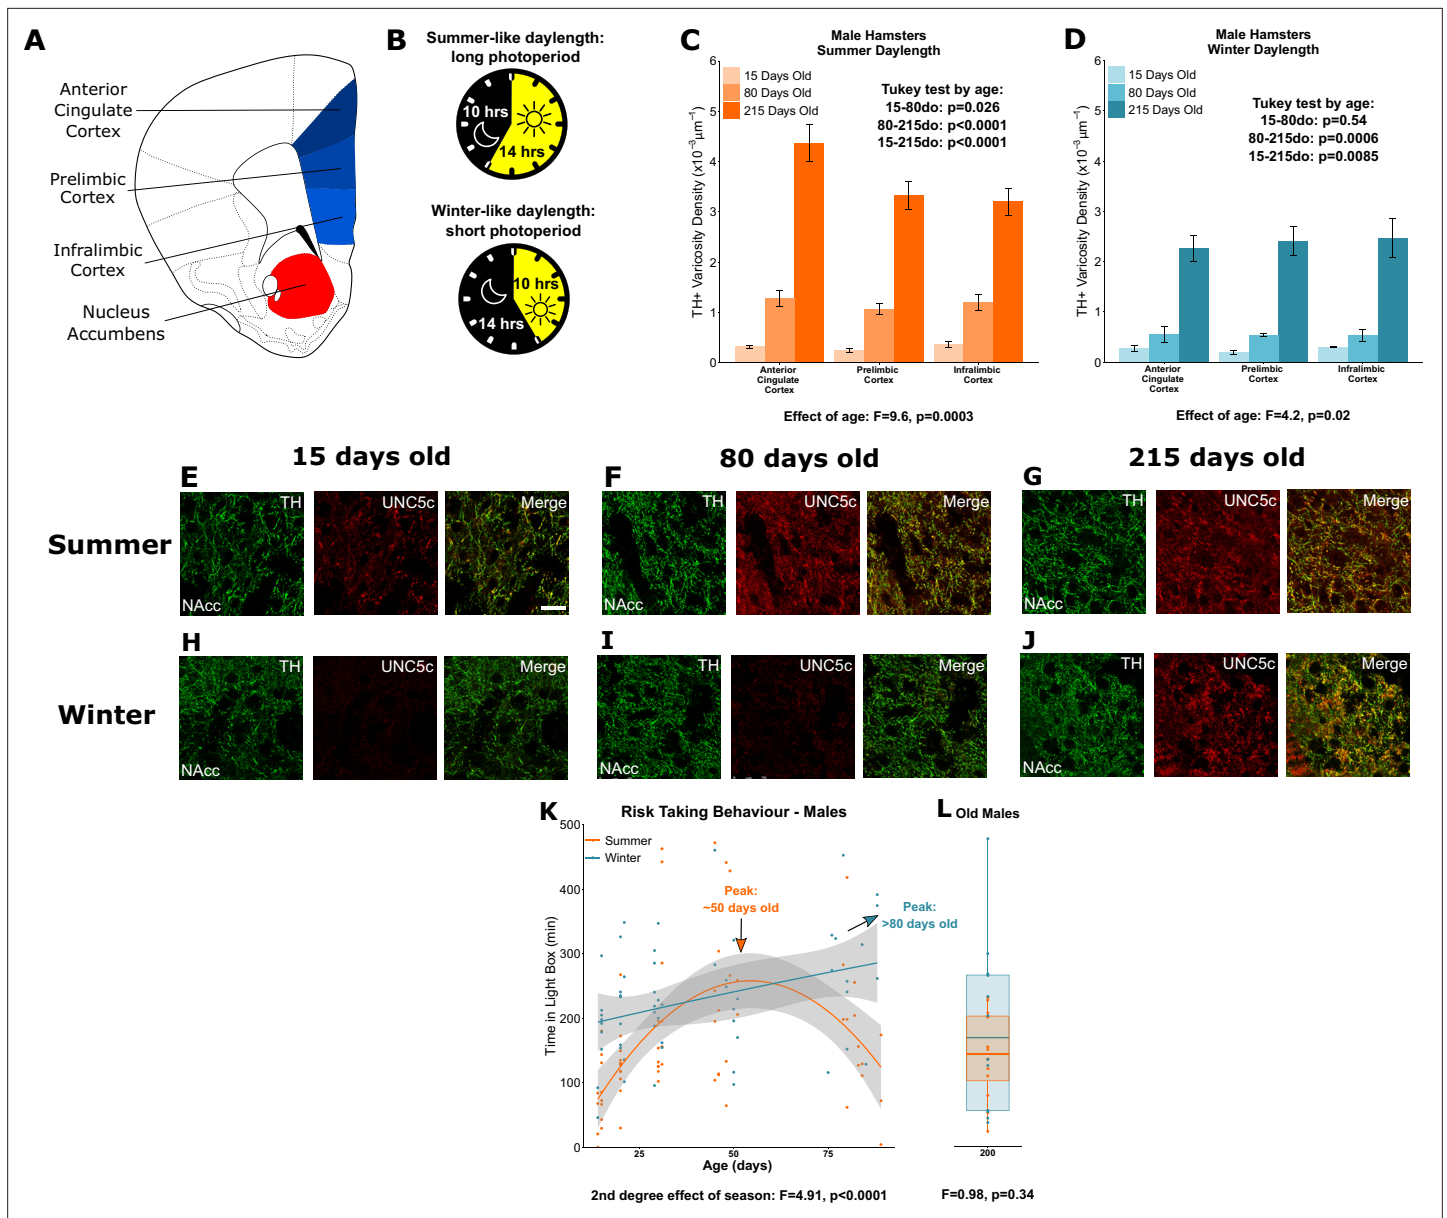 A
Anterior
Cingulate
Cortex
Prelimbic
Cortex
Infralimbic
Cortex
Nucleus
Accumbens
B
Summer-like daylength:
long photoperiod
10 hrs
14 hrs
Winter-like daylength:
short photoperiod
10 hrs
14 hrs
C
Male Hamsters
Summer Daylength
15 Days Old
80 Days Old
215 Days Old
Tukey test by age:
15-80do: p=0.026
80-215do: p<0.0001
15-215do: p<0.0001
TH+ Varicosity Density (x10⁻³µm⁻¹)
6
5
4
3
2
1
0
Anterior
Cingulate
Cortex
Prelimbic
Cortex
Infralimbic
Cortex
Effect of age: F=9.6, p=0.0003
D
Male Hamsters
Winter Daylength
15 Days Old
80 Days Old
215 Days Old
Tukey test by age:
15-80do: p=0.54
80-215do: p=0.0006
15-215do: p=0.0085
TH+ Varicosity Density (x10⁻³µm⁻¹)
6
5
4
3
2
1
0
Anterior
Cingulate
Cortex
Prelimbic
Cortex
Infralimbic
Cortex
Effect of age: F=4.2, p=0.02
15 days old
80 days old
215 days old
Summer
E
TH
NAcc
UNC5c
Merge
F
TH
NAcc
UNC5c
Merge
G
TH
NAcc
UNC5c
Merge
Winter
H
TH
NAcc
UNC5c
Merge
I
TH
NAcc
UNC5c
Merge
J
TH
NAcc
UNC5c
Merge
K
Risk Taking Behaviour - Males
Summer
Winter
Peak:
~50 days old
Peak:
>80 days old
Time in Light Box (min)
500
400
300
200
100
0
25
50
75
Age (days)
2nd degree effect of season: F=4.91, p<0.0001
L
Old Males
200
F=0.98, p=0.34